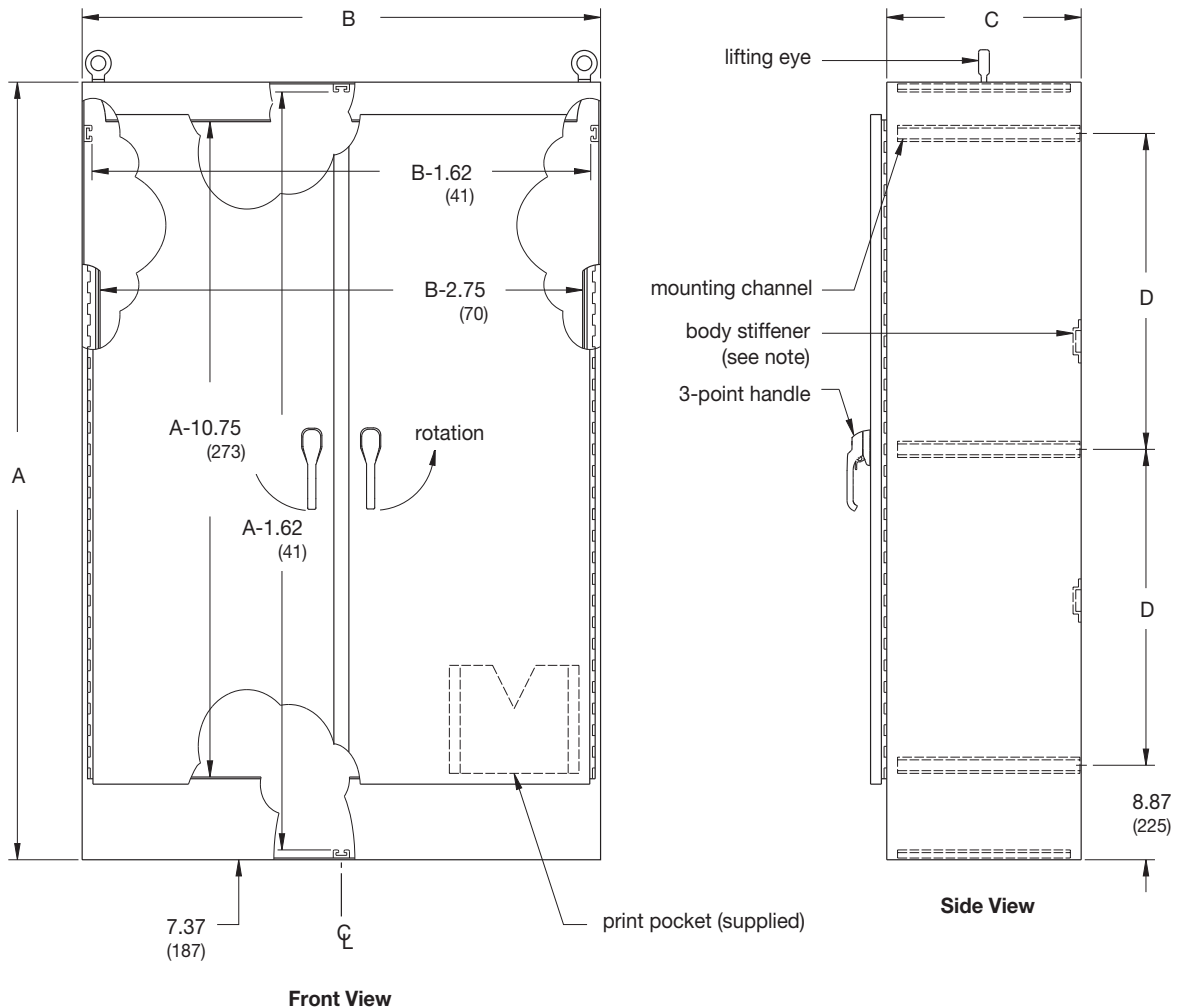 B
C
lifting eye
B-1.62
(41)
B-2.75
(70)
mounting channel
D
body stiffener
(see note)
3-point handle
A-10.75
(273)
rotation
A
A-1.62
(41)
D
8.87
(225)
7.37
(187)
℄
print pocket (supplied)
Side View
Front View